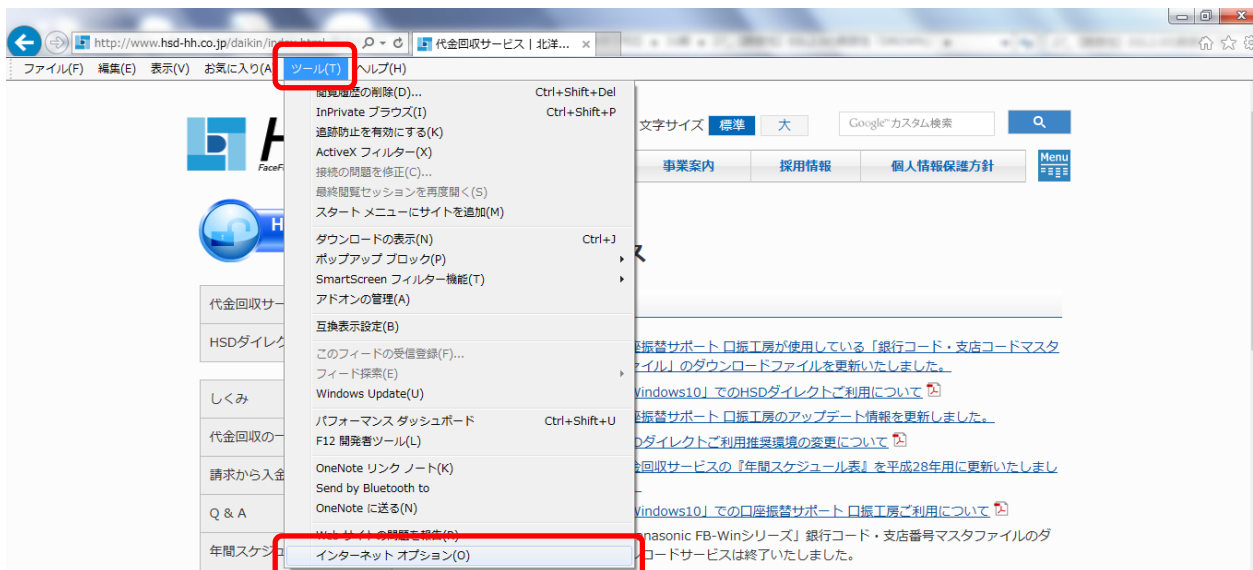 http://www.hsd-hh.co.jp/daikin/index.html
代金回収サービス | 北洋... ×
ファイル(F) 編集(E) 表示(V) お気に入り(A) ツール(T) ヘルプ(H)
閲覧履歴の削除(D)... Ctrl+Shift+Del
InPrivate ブラウズ(I) Ctrl+Shift+P
追跡防止を有効にする(K)
ActiveX フィルター(X)
接続の問題を修正(C)...
最終閲覧セッションを再度開く(S)
スタート メニューにサイトを追加(M)
ダウンロードの表示(N) Ctrl+J
ポップアップ ブロック(P)
SmartScreen フィルター機能(T)
アドオンの管理(A)
互換表示設定(B)
このフィードの受信登録(F)...
フィード探索(E)
Windows Update(U)
パフォーマンス ダッシュボード Ctrl+Shift+U
F12 開発者ツール(L)
OneNote リンク ノート(K)
Send by Bluetooth to
OneNote に送る(N)
Web サイトの問題を報告(R)
インターネット オプション(O)
H
FaceF
文字サイズ 標準 大 Google™ カスタム検索
事業案内 採用情報 個人情報保護方針 Menu
H
ス
代金回収サー
HSDダイレク
しくみ
代金回収の一
請求から入金
Q & A
年間スケジュ
座振替サポート 口振工房が使用している「銀行コード・支店コードマスタ
ァイル」のダウンロードファイルを更新いたしました。
Windows10」でのHSDダイレクトご利用について
座振替サポート 口振工房のアップデート情報を更新しました。
Dダイレクトご利用推奨環境の変更について
金回収サービスの『年間スケジュール表』を平成28年用に更新いたしまし
Windows10」での口座振替サポート 口振工房ご利用について
anasonic FB-Winシリーズ」銀行コード・支店番号マスタファイルのダ
ンロードサービスは終了いたしました。